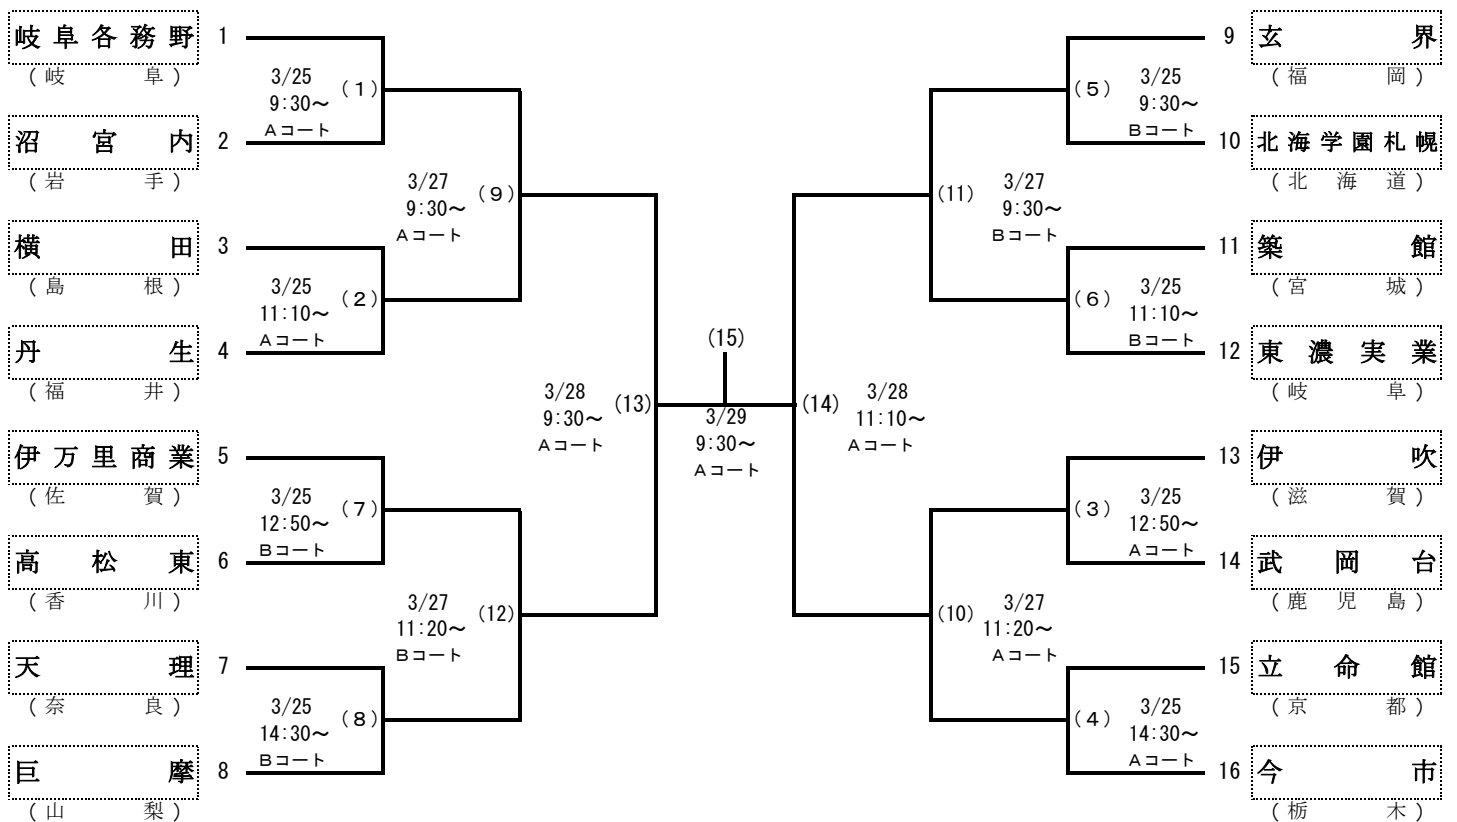 岐阜各務野 1
(岐阜)
3/25
9:30～
Aコート
(1)
沼宮内 2
(岩手)
3/27
9:30～
Aコート
(9)
横田 3
(島根)
3/25
11:10～
Aコート
(2)
丹生 4
(福井)
3/28
9:30～
Aコート
(13)
伊万里商業 5
(佐賀)
3/25
12:50～
Bコート
(7)
高松東 6
(香川)
3/27
11:20～
Bコート
(12)
天理 7
(奈良)
3/25
14:30～
Bコート
(8)
巨摩 8
(山梨)
(15)
3/29
9:30～
Aコート
9 玄界
(福岡)
(5)
3/25
9:30～
Bコート
10 北海学園札幌
(北海道)
(11)
3/27
9:30～
Bコート
11 築館
(宮城)
(6)
3/25
11:10～
Bコート
12 東濃実業
(岐阜)
(14)
3/28
11:10～
Aコート
13 伊吹
(滋賀)
(3)
3/25
12:50～
Aコート
14 武岡台
(鹿児島)
(10)
3/27
11:20～
Aコート
15 立命館
(京都)
(4)
3/25
14:30～
Aコート
16 今市
(栃木)